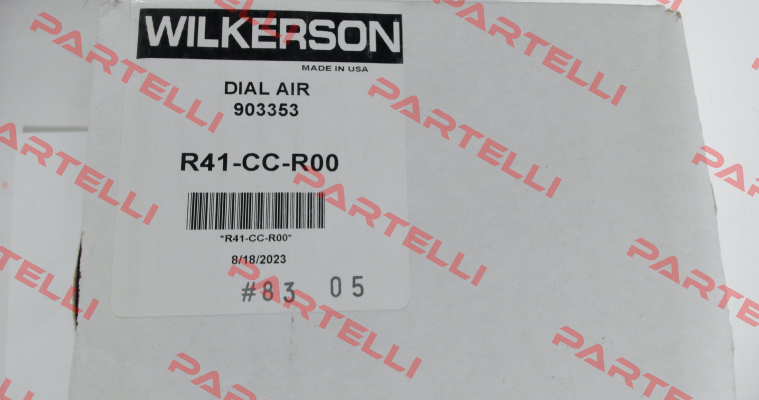 WILKERSON
MADE IN USA
DIAL AIR
903353
R41-CC-R00
"R41-CC-R00"
8/18/2023
#83 05
PARTELLI
PARTELLI
PARTELLI
PARTELLI
PARTELLI
PARTELLI
PARTELLI
PARTELLI
PARTELLI